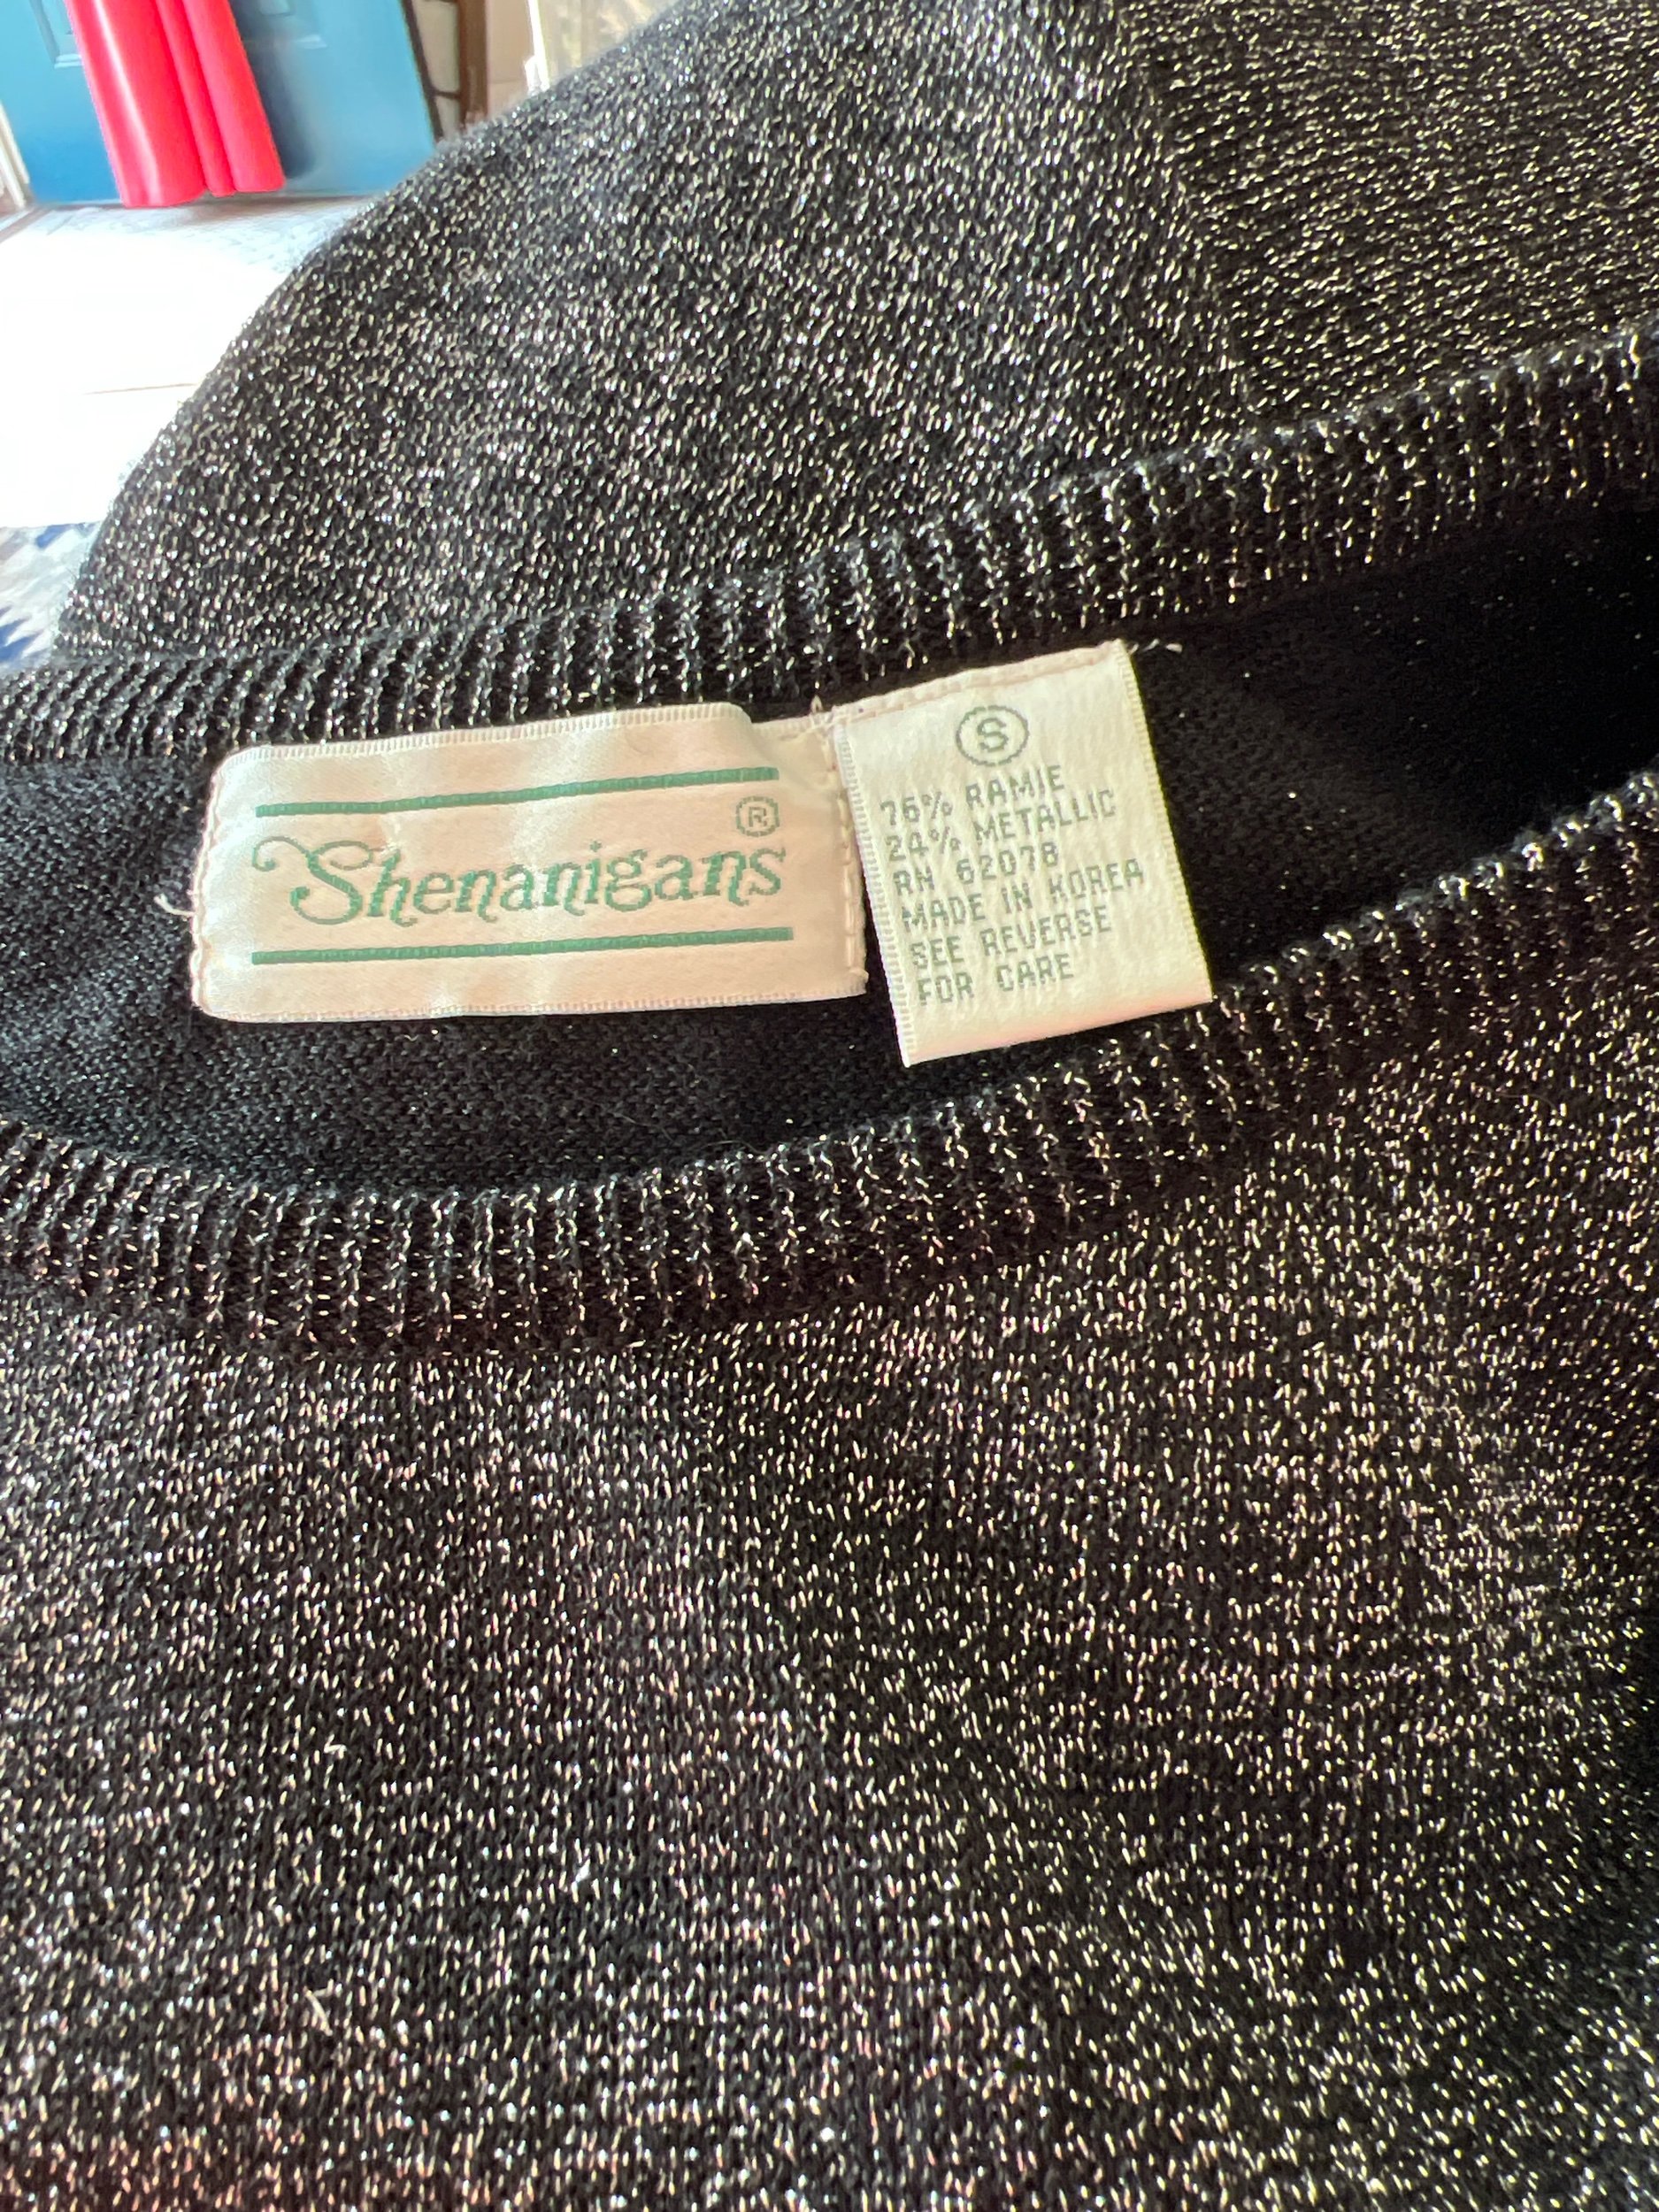 Shenanigans®
S
76% RAMIE
24% METALLIC
RN 62078
MADE IN KOREA
SEE REVERSE
FOR CARE